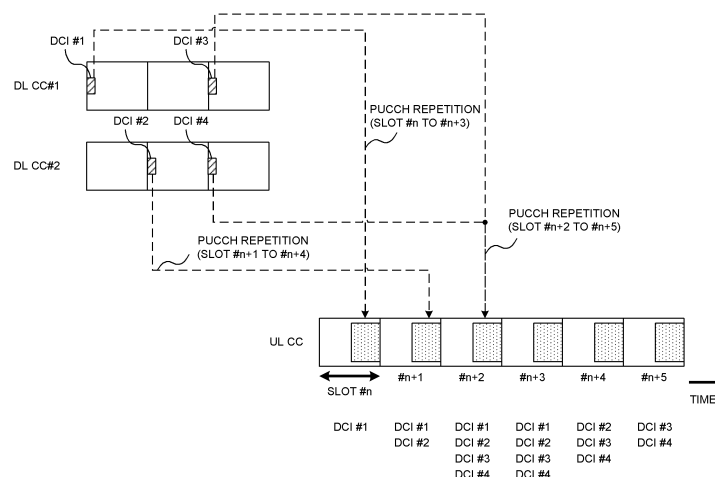 DCI #1
DCI #3
DL CC#1
PUCCH REPETITION
(SLOT #n TO #n+3)
DCI #2
DCI #4
DL CC#2
PUCCH REPETITION
(SLOT #n+2 TO #n+5)
PUCCH REPETITION
(SLOT #n+1 TO #n+4)
UL CC
SLOT #n
#n+1
#n+2
#n+3
#n+4
#n+5
TIME
DCI #1
DCI #1
DCI #2
DCI #1
DCI #2
DCI #3
DCI #4
DCI #1
DCI #2
DCI #3
DCI #4
DCI #2
DCI #3
DCI #4
DCI #3
DCI #4